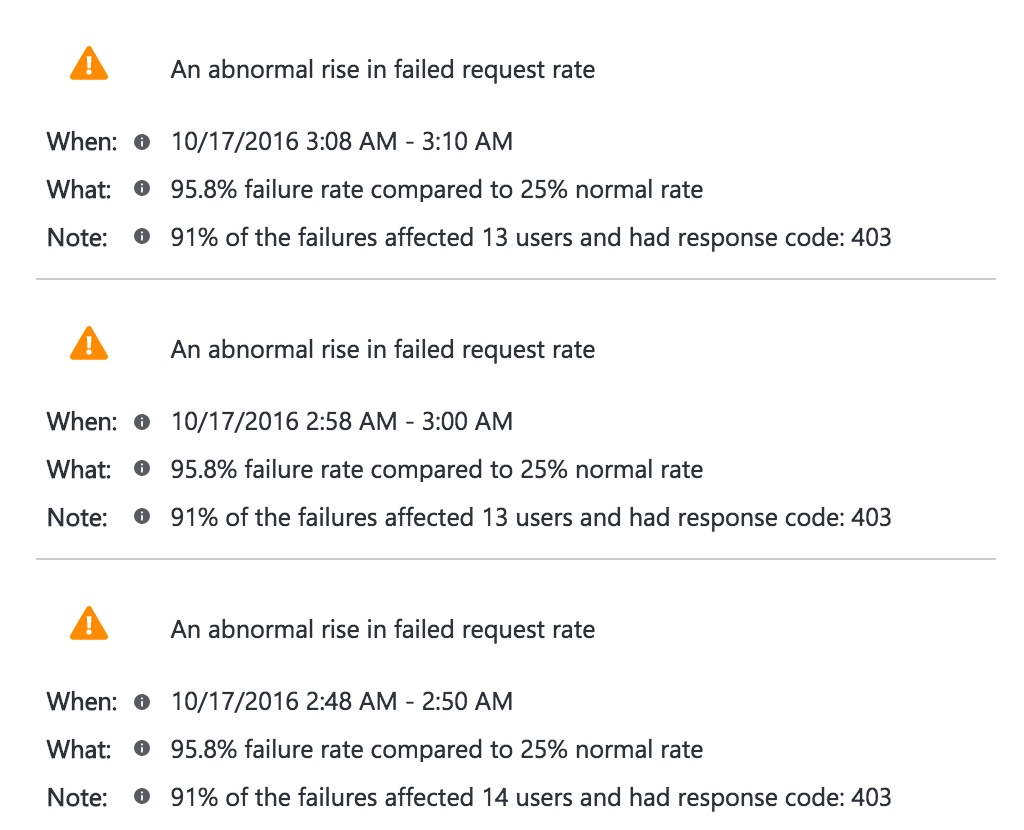 An abnormal rise in failed request rate
When: 10/17/2016 3:08 AM - 3:10 AM
What: 95.8% failure rate compared to 25% normal rate
Note: 91% of the failures affected 13 users and had response code: 403
An abnormal rise in failed request rate
When: 10/17/2016 2:58 AM - 3:00 AM
What: 95.8% failure rate compared to 25% normal rate
Note: 91% of the failures affected 13 users and had response code: 403
An abnormal rise in failed request rate
When: 10/17/2016 2:48 AM - 2:50 AM
What: 95.8% failure rate compared to 25% normal rate
Note: 91% of the failures affected 14 users and had response code: 403